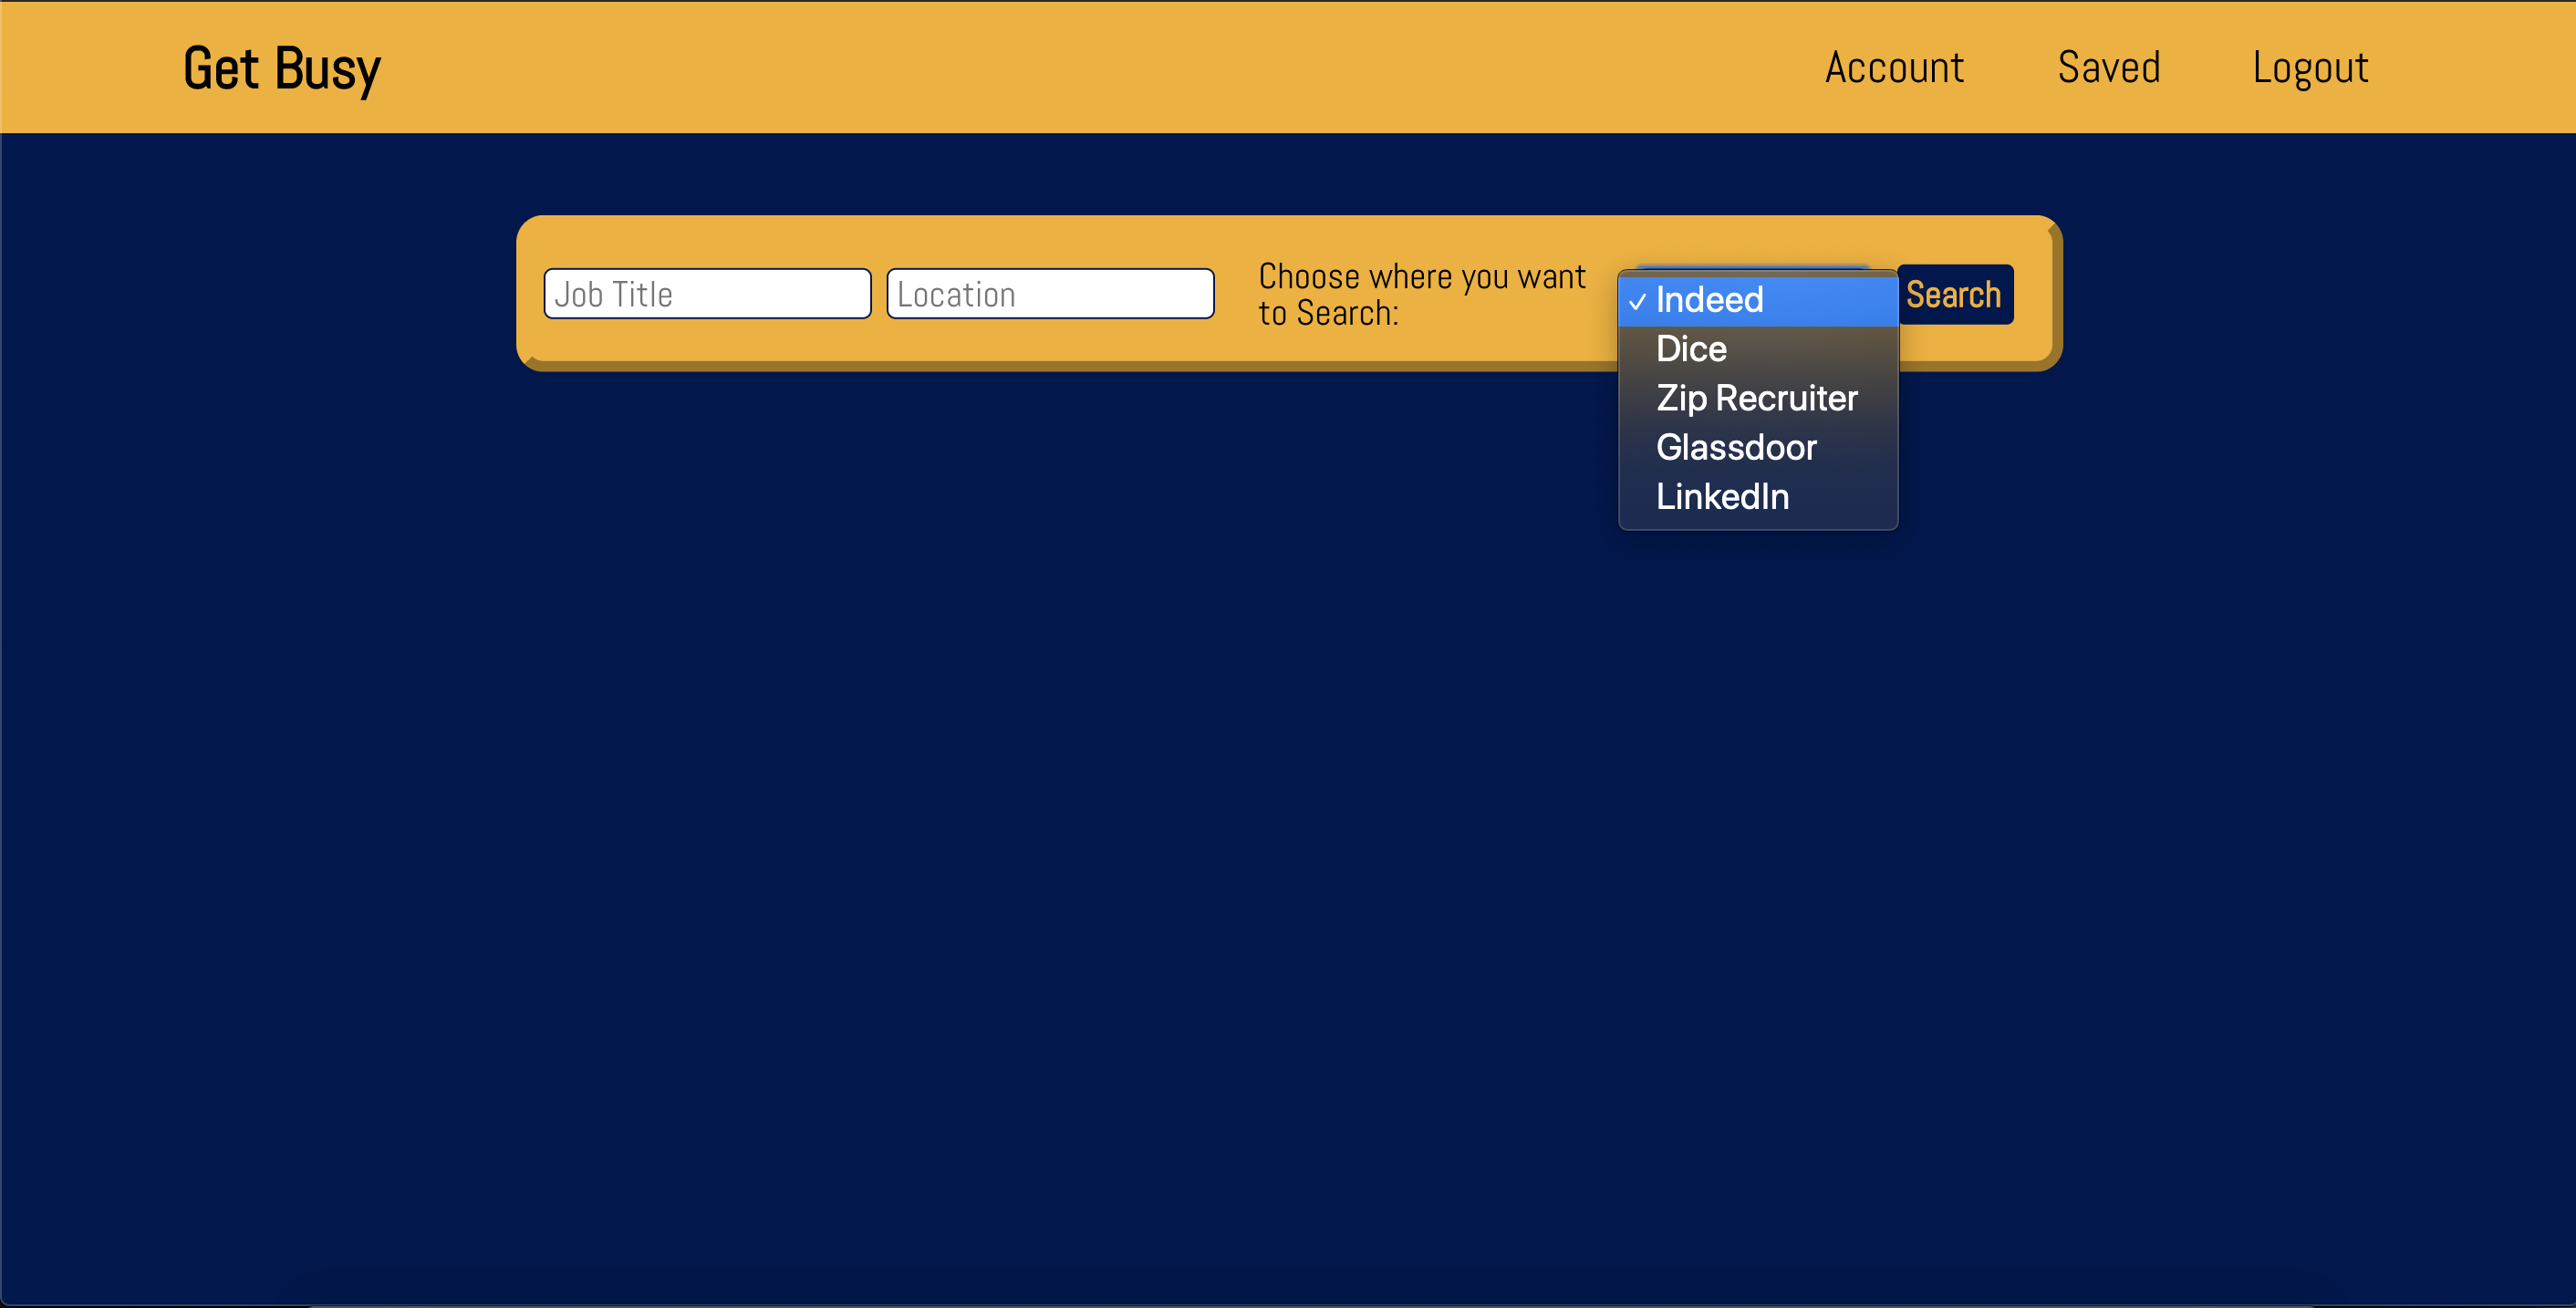 Get Busy
Account
Saved
Logout
Job Title
Location
Choose where you want
to Search:
✓ Indeed
Search
Dice
Zip Recruiter
Glassdoor
LinkedIn